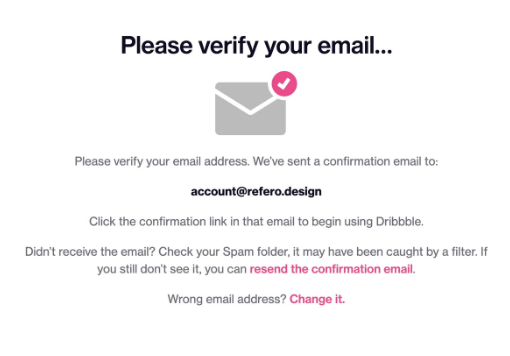 Please verify your email...
Please verify your email address. We've sent a confirmation email to:
account@refero.design
Click the confirmation link in that email to begin using Dribbble.
Didn't receive the email? Check your Spam folder, it may have been caught by a filter. If
you still don't see it, you can resend the confirmation email.
Wrong email address? Change it.